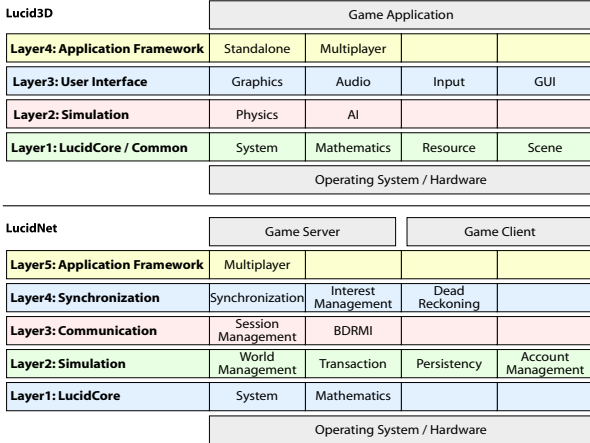 Lucid3D
Game Application
Layer4: Application Framework Standalone Multiplayer
Layer3: User Interface Graphics Audio Input GUI
Layer2: Simulation Physics AI
Layer1: LucidCore / Common System Mathematics Resource Scene
Operating System / Hardware
LucidNet
Game Server Game Client
Layer5: Application Framework Multiplayer
Layer4: Synchronization Synchronization Interest Management Dead Reckoning
Layer3: Communication Session Management BDRMI
Layer2: Simulation World Management Transaction Persistency Account Management
Layer1: LucidCore System Mathematics
Operating System / Hardware